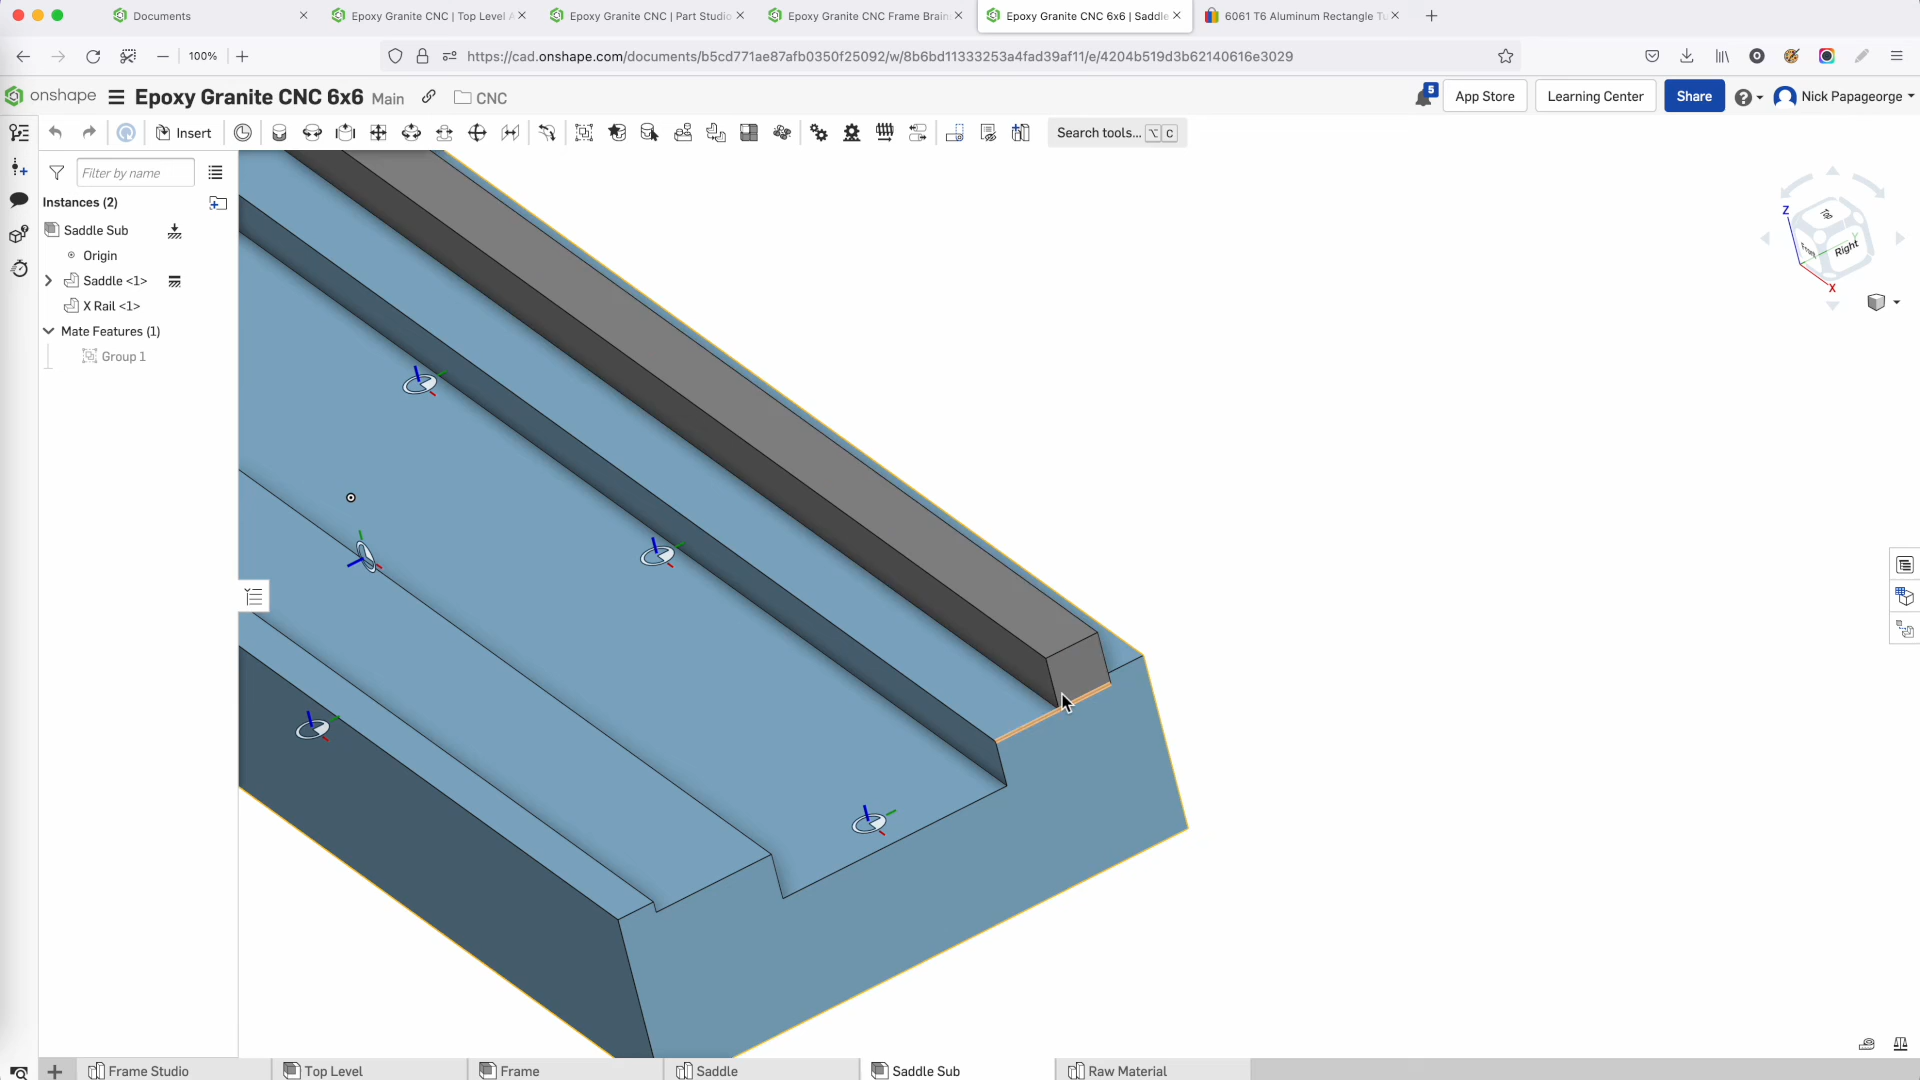 Documents
Epoxy Granite CNC | Top Level A
Epoxy Granite CNC | Part Studio
Epoxy Granite CNC Frame Brain
Epoxy Granite CNC 6x6 | Saddle
6061 T6 Aluminum Rectangle Tu
100%
https://cad.onshape.com/documents/b5cd771ae87afb0350f25092/w/8b6bd11333253a4fad39af11/e/4204b519d3b62140616e3029
onshape
Epoxy Granite CNC 6x6
Main
CNC
5
App Store
Learning Center
Share
Nick Papageorge
Insert
Search tools... ⌥ C
Filter by name
Instances (2)
Saddle Sub
Origin
Saddle <1>
X Rail <1>
Mate Features (1)
Group 1
Z
Top
Front
Right
Y
X
Frame Studio
Top Level
Frame
Saddle
Saddle Sub
Raw Material